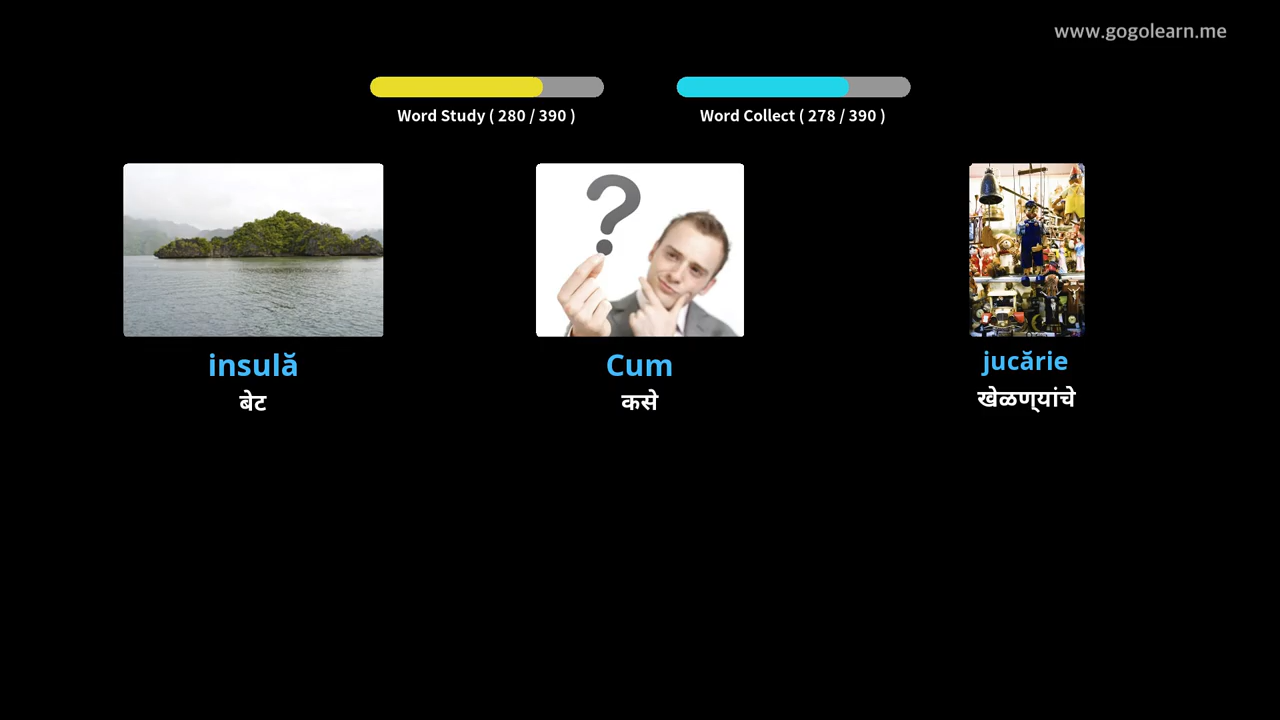 www.gogolearn.me
Word Study ( 280 / 390 )
Word Collect ( 278 / 390 )
insulă
Cum
jucărie
बेट
कसे
खेळण्यांचे